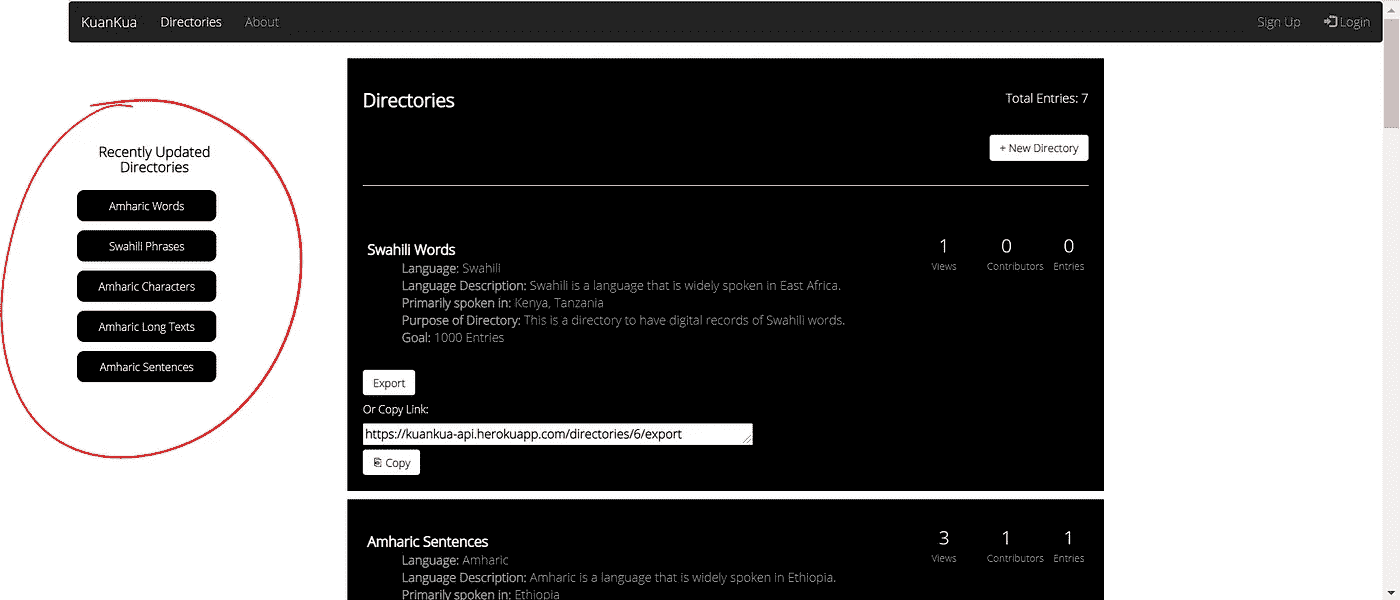 KuanKua Directories About Sign Up Login
Recently Updated
Directories
Amharic Words
Swahili Phrases
Amharic Characters
Amharic Long Texts
Amharic Sentences
Directories
Total Entries: 7
+ New Directory
Swahili Words
Language: Swahili
Language Description: Swahili is a language that is widely spoken in East Africa.
Primarily spoken in: Kenya, Tanzania
Purpose of Directory: This is a directory to have digital records of Swahili words.
Goal: 1000 Entries
1 0 0
Views Contributors Entries
Export
Or Copy Link:
https://kuankua-api.herokuapp.com/directories/6/export
Copy
Amharic Sentences
Language: Amharic
Language Description: Amharic is a language that is widely spoken in Ethiopia.
Primarily spoken in: Ethiopia
3 1 1
Views Contributors Entries